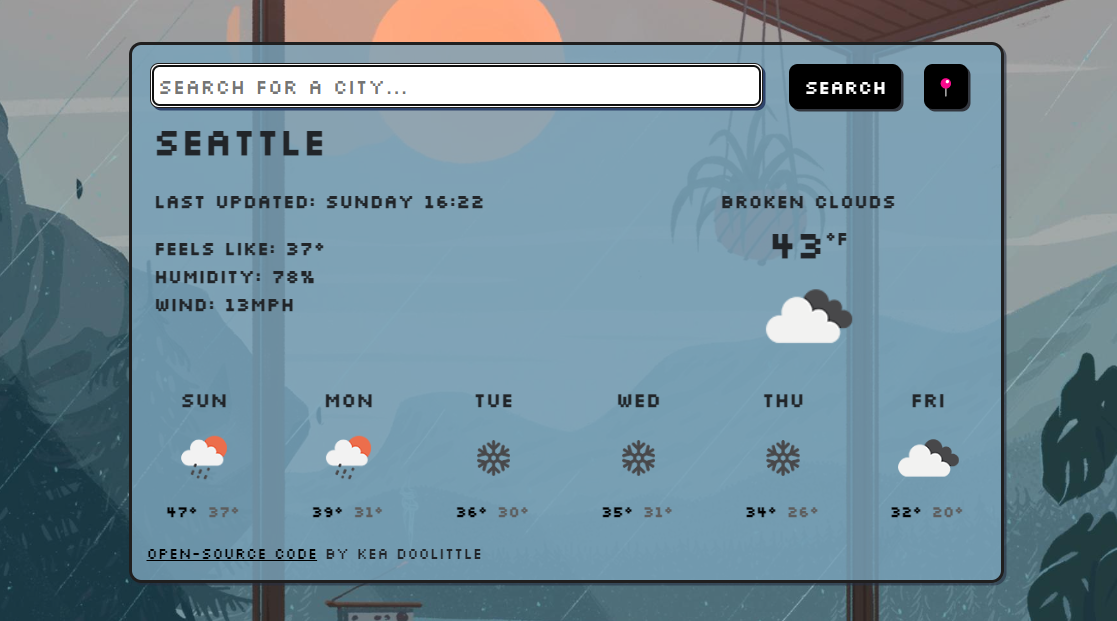 SEARCH FOR A CITY...
SEARCH
SEATTLE
LAST UPDATED: SUNDAY 16:22
BROKEN CLOUDS
FEELS LIKE: 37°
43°F
HUMIDITY: 78%
WIND: 13MPH
SUN MON TUE WED THU FRI
47° 37° 39° 31° 36° 30° 35° 31° 34° 26° 32° 20°
OPEN-SOURCE CODE BY KEA DOOLITTLE